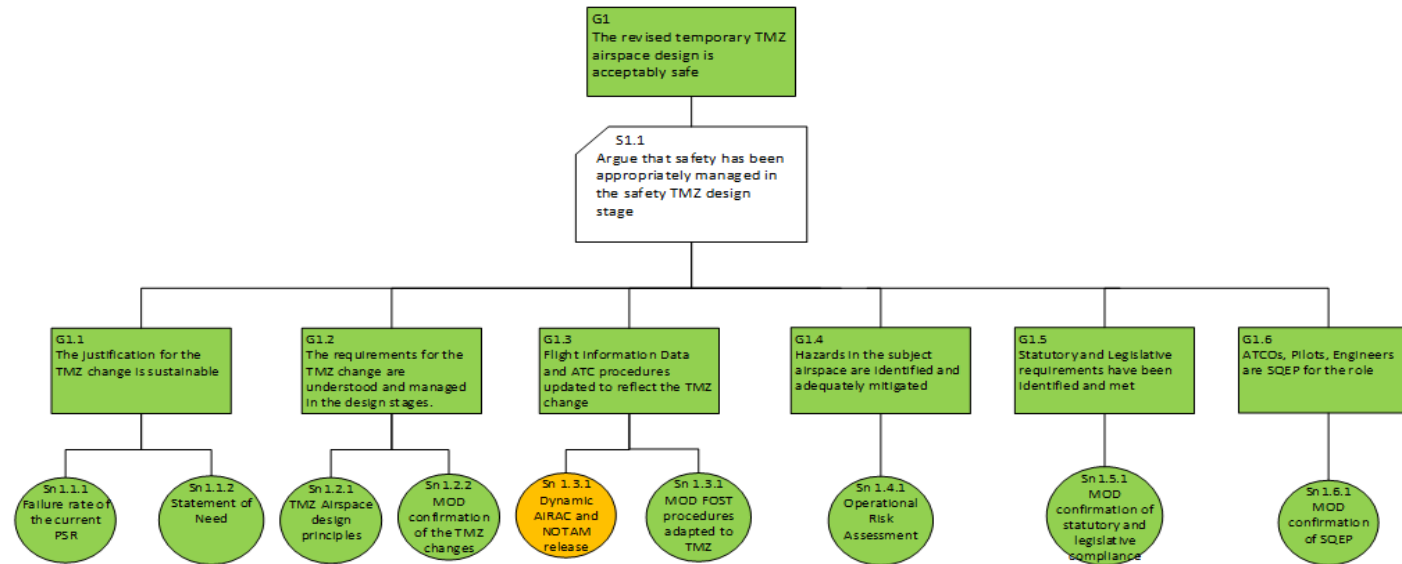 G1
The revised temporary TMZ
airspace design is
acceptably safe
S1.1
Argue that safety has been
appropriately managed in
the safety TMZ design
stage
G1.1
The justification for the
TMZ change is sustainable
G1.2
The requirements for the
TMZ change are
understood and managed
in the design stages.
G1.3
Flight Information Data
and ATC procedures
updated to reflect the TMZ
change
G1.4
Hazards in the subject
airspace are identified and
adequately mitigated
G1.5
Statutory and Legislative
requirements have been
identified and met
G1.6
ATCOs, Pilots, Engineers
are SQEP for the role
Sn 1.1.1
Failure rate of
the current
PSR
Sn 1.1.2
Statement of
Need
Sn 1.2.1
TMZ Airspace
design
principles
Sn 1.2.2
MOD
confirmation
of the TMZ
changes
Sn 1.3.1
Dynamic
AIRAC and
NOTAM
release
Sn 1.3.1
MOD FOST
procedures
adapted to
TMZ
Sn 1.4.1
Operational
Risk
Assessment
Sn 1.5.1
MOD
confirmation of
statutory and
legislative
compliance
Sn 1.6.1
MOD
confirmation
of SQEP